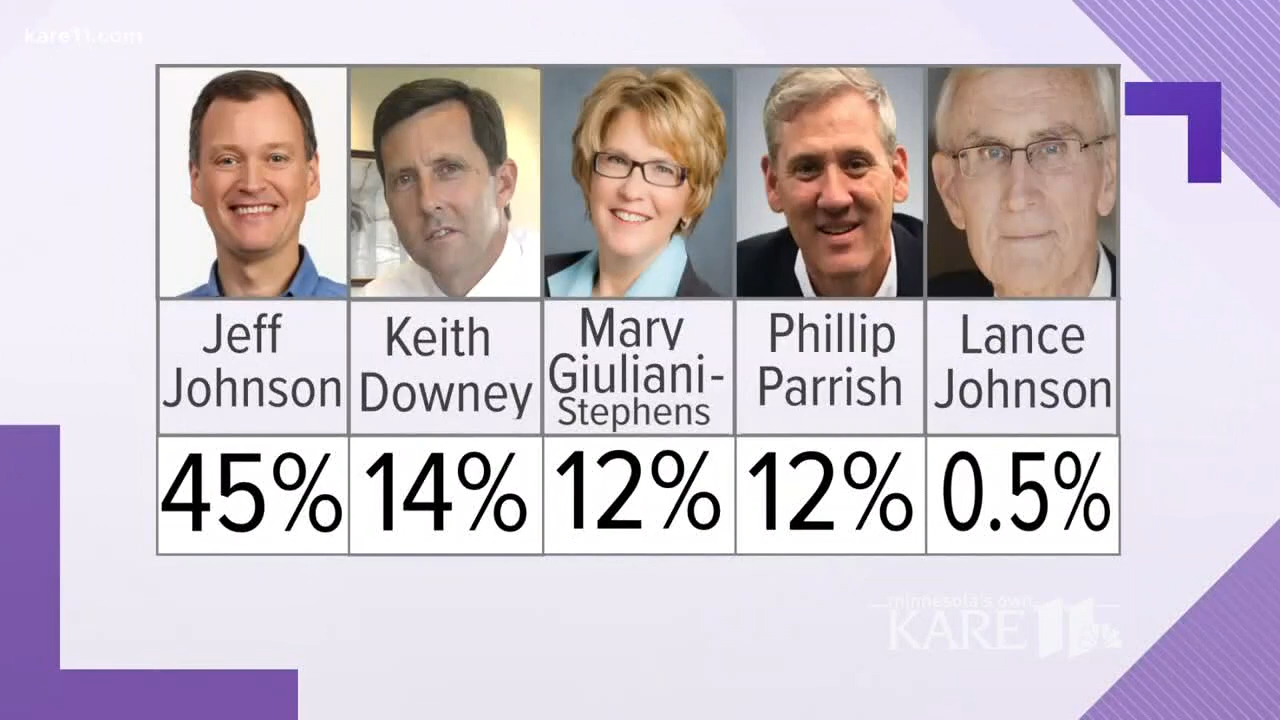 kare11.com
Jeff
Johnson
Keith
Downey
Mary
Giuliani-
Stephens
Phillip
Parrish
Lance
Johnson
45%
14%
12%
12%
0.5%
minnesota's own
KARE 11